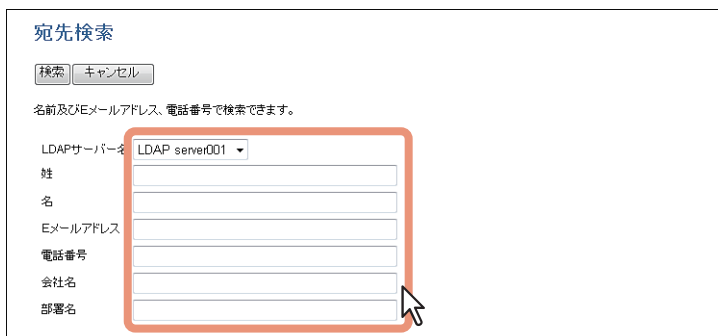 宛先検索
検索 キャンセル
名前及びEメールアドレス、電話番号で検索できます。
LDAPサーバー名 LDAP server001
姓
名
Eメールアドレス
電話番号
会社名
部署名